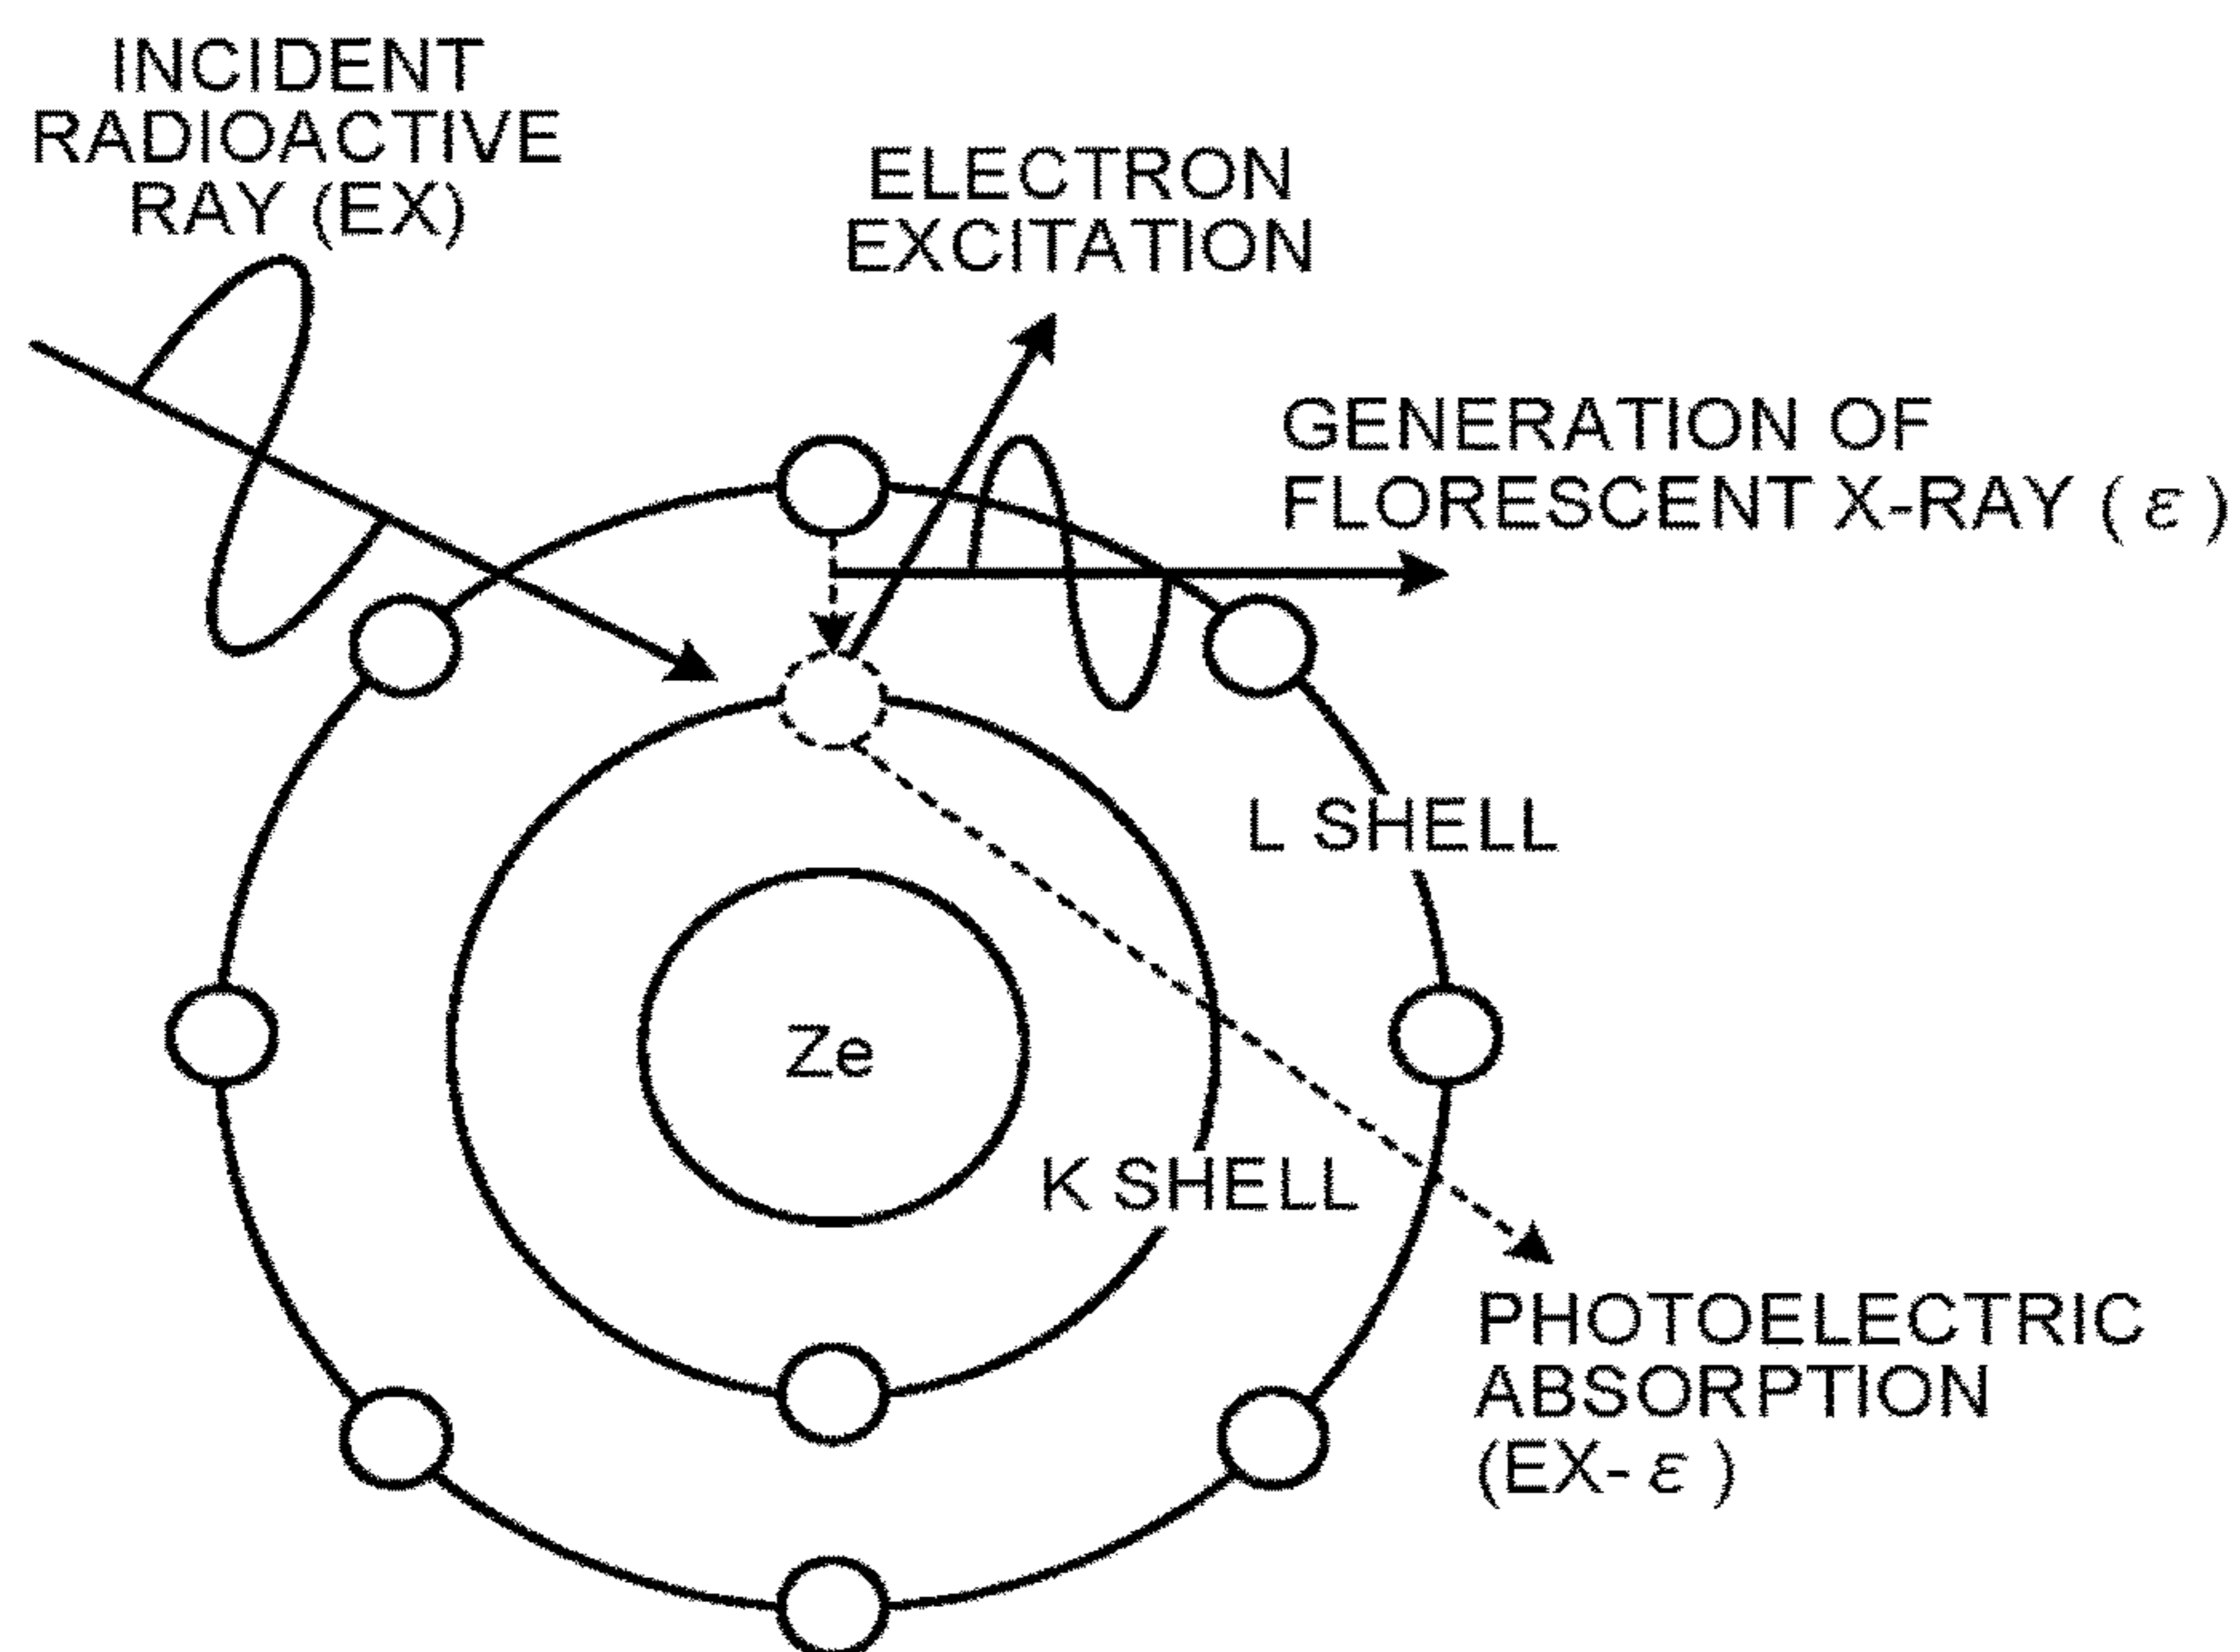 INCIDENT
RADIOACTIVE
RAY (EX)
ELECTRON
EXCITATION
GENERATION OF
FLORESCENT X-RAY ( ε )
L SHELL
Ze
K SHELL
PHOTOELECTRIC
ABSORPTION
(EX- ε )